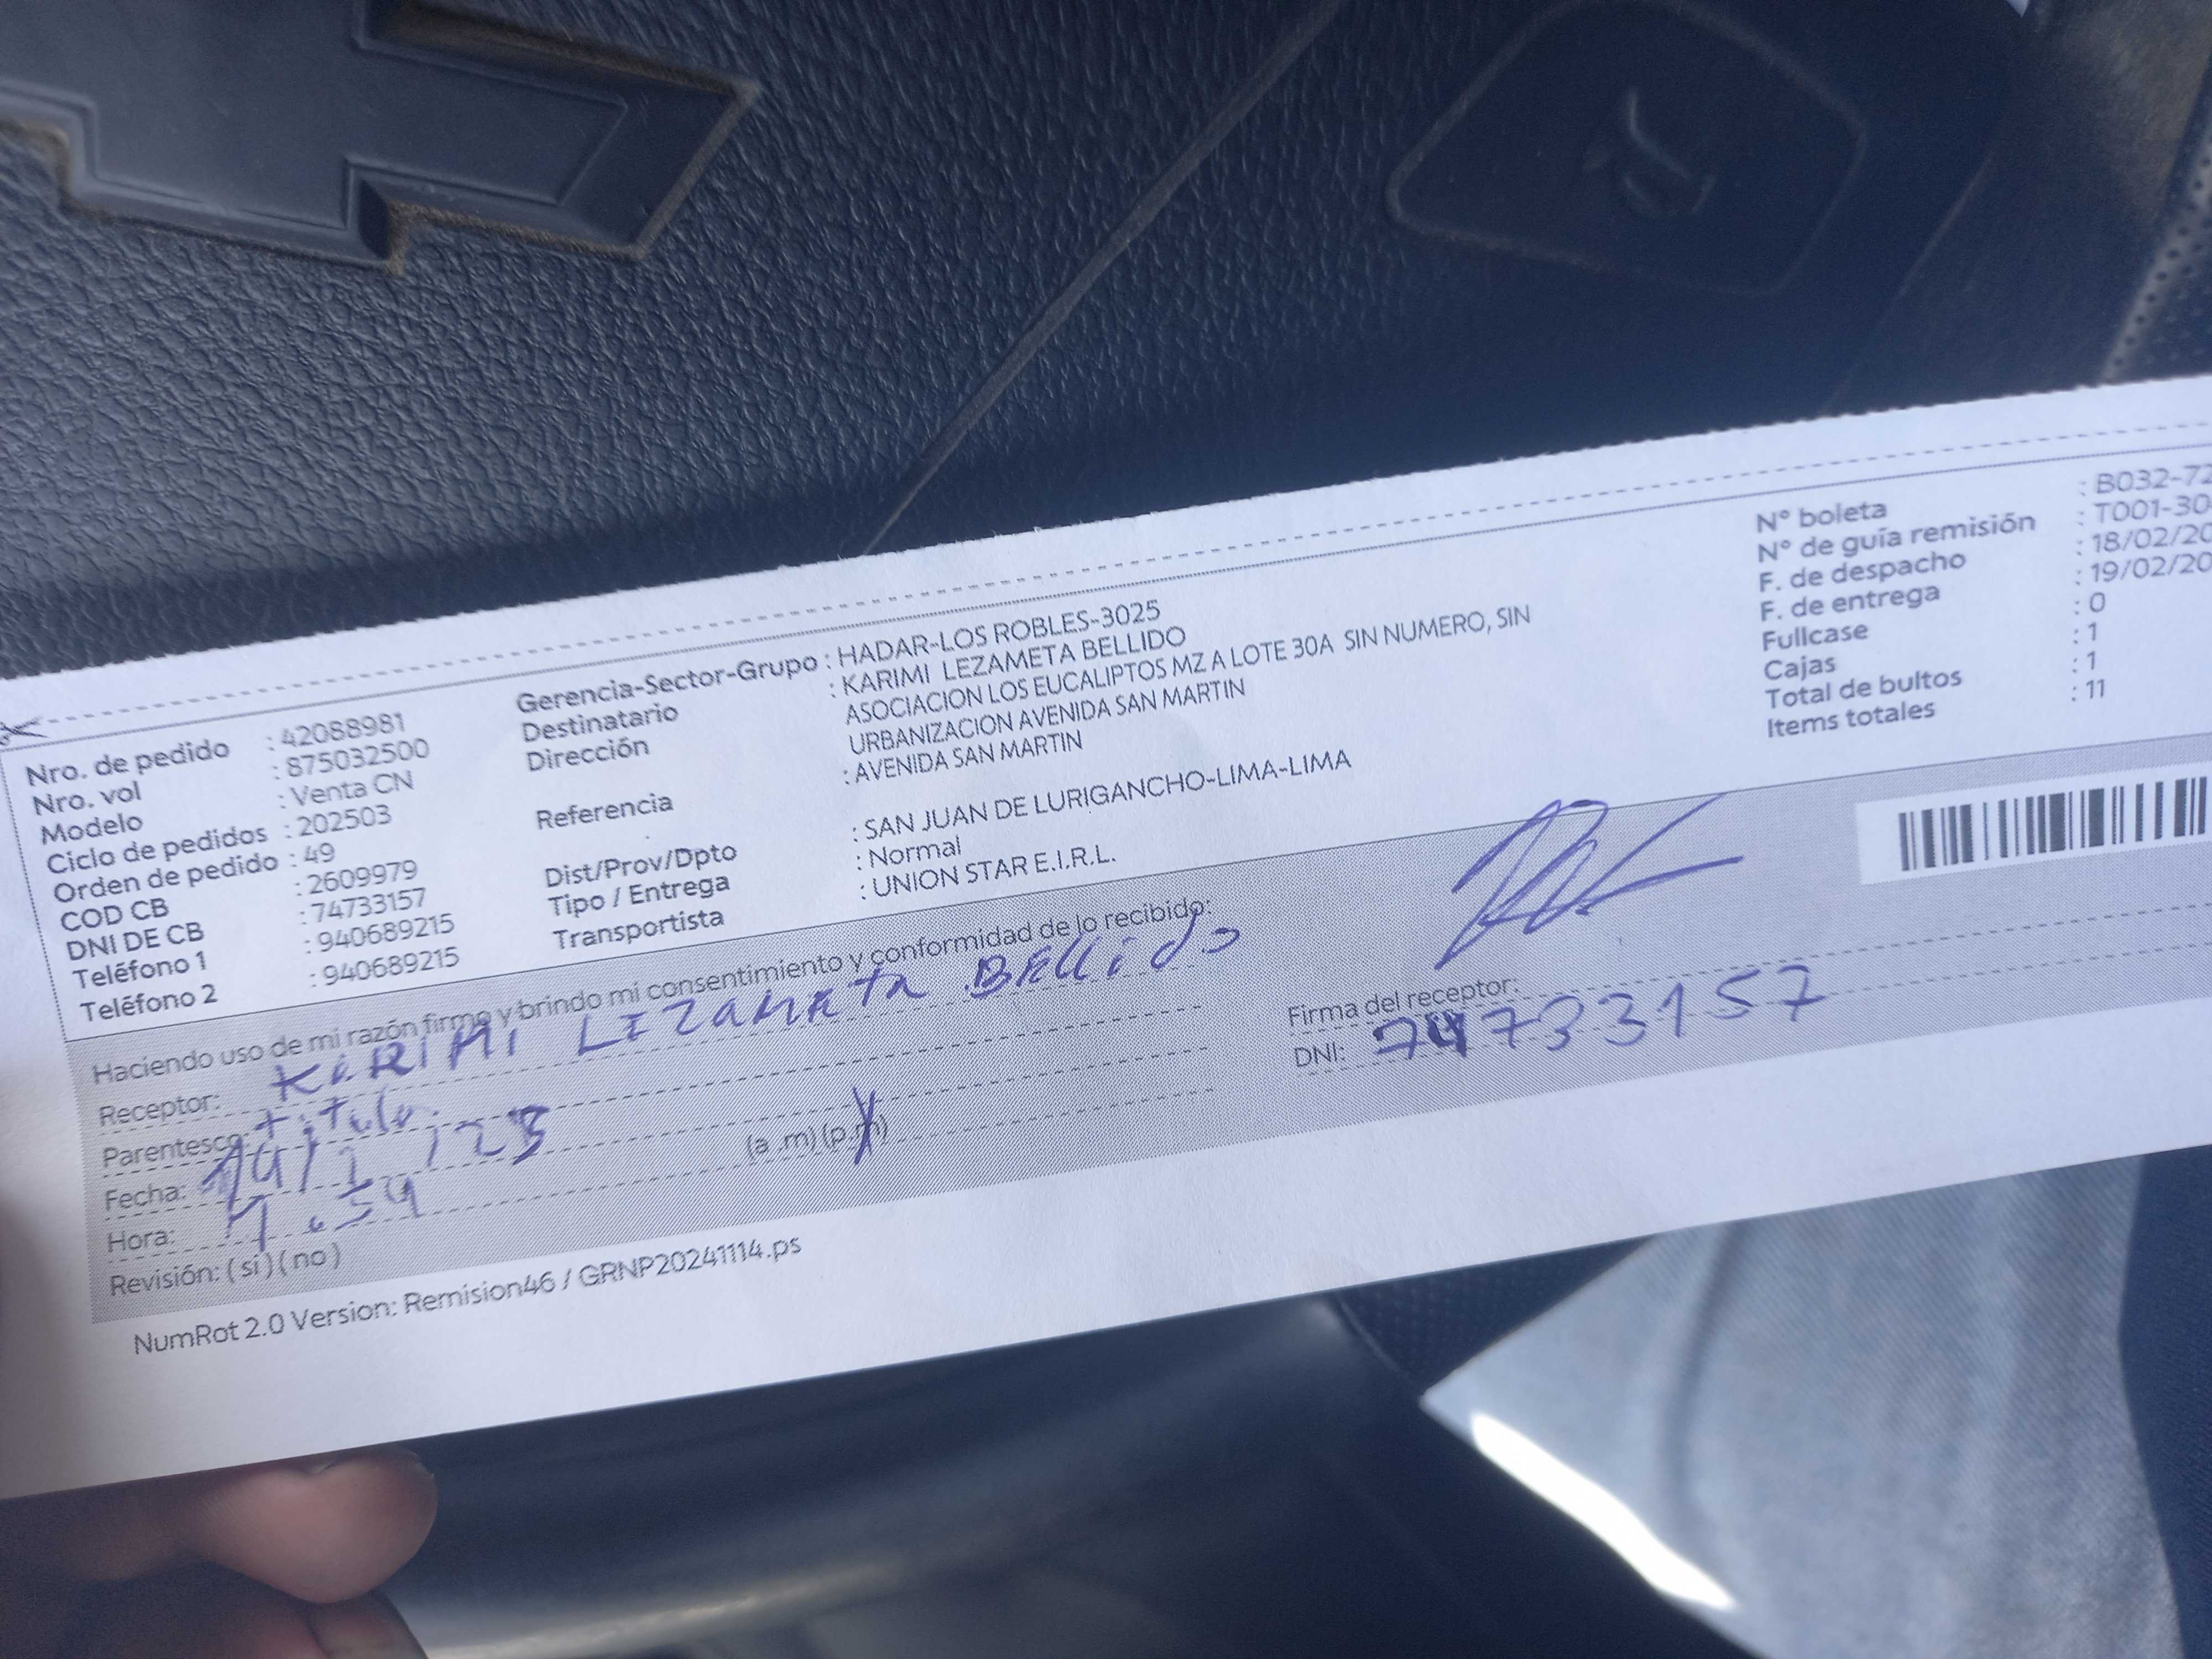 Nro. de pedido : 42088981
Nro. vol : 875032500
Modelo : Venta CN
Ciclo de pedidos : 202503
Orden de pedido : 49
COD CB : 2609979
DNI DE CB : 74733157
Teléfono 1 : 940689215
Teléfono 2 : 940689215
Gerencia-Sector-Grupo : HADAR-LOS ROBLES-3025
Destinatario : KARIMI LEZAMETA BELLIDO
Dirección ASOCIACION LOS EUCALIPTOS MZ A LOTE 30A SIN NUMERO, SIN
URBANIZACION AVENIDA SAN MARTIN
Referencia : AVENIDA SAN MARTIN
Dist/Prov/Dpto : SAN JUAN DE LURIGANCHO-LIMA-LIMA
Tipo / Entrega : Normal
Transportista : UNION STAR E.I.R.L.
N° boleta : B032-72
N° de guía remisión : T001-30
F. de despacho : 18/02/20
F. de entrega : 19/02/20
Fullcase : 0
Cajas : 1
Total de bultos : 1
Items totales : 11
Haciendo uso de mi razón firmo y brindo mi consentimiento y conformidad de lo recibido:
Receptor: KARIMI LEZAMETA BELLIDO
Parentesco: titular
Fecha:
Hora: (a.m) (p.m)
Revisión: (si) (no)
Firma del receptor:
DNI: 74733157
NumRot 2.0 Version: Remision46 / GRNP20241114.ps